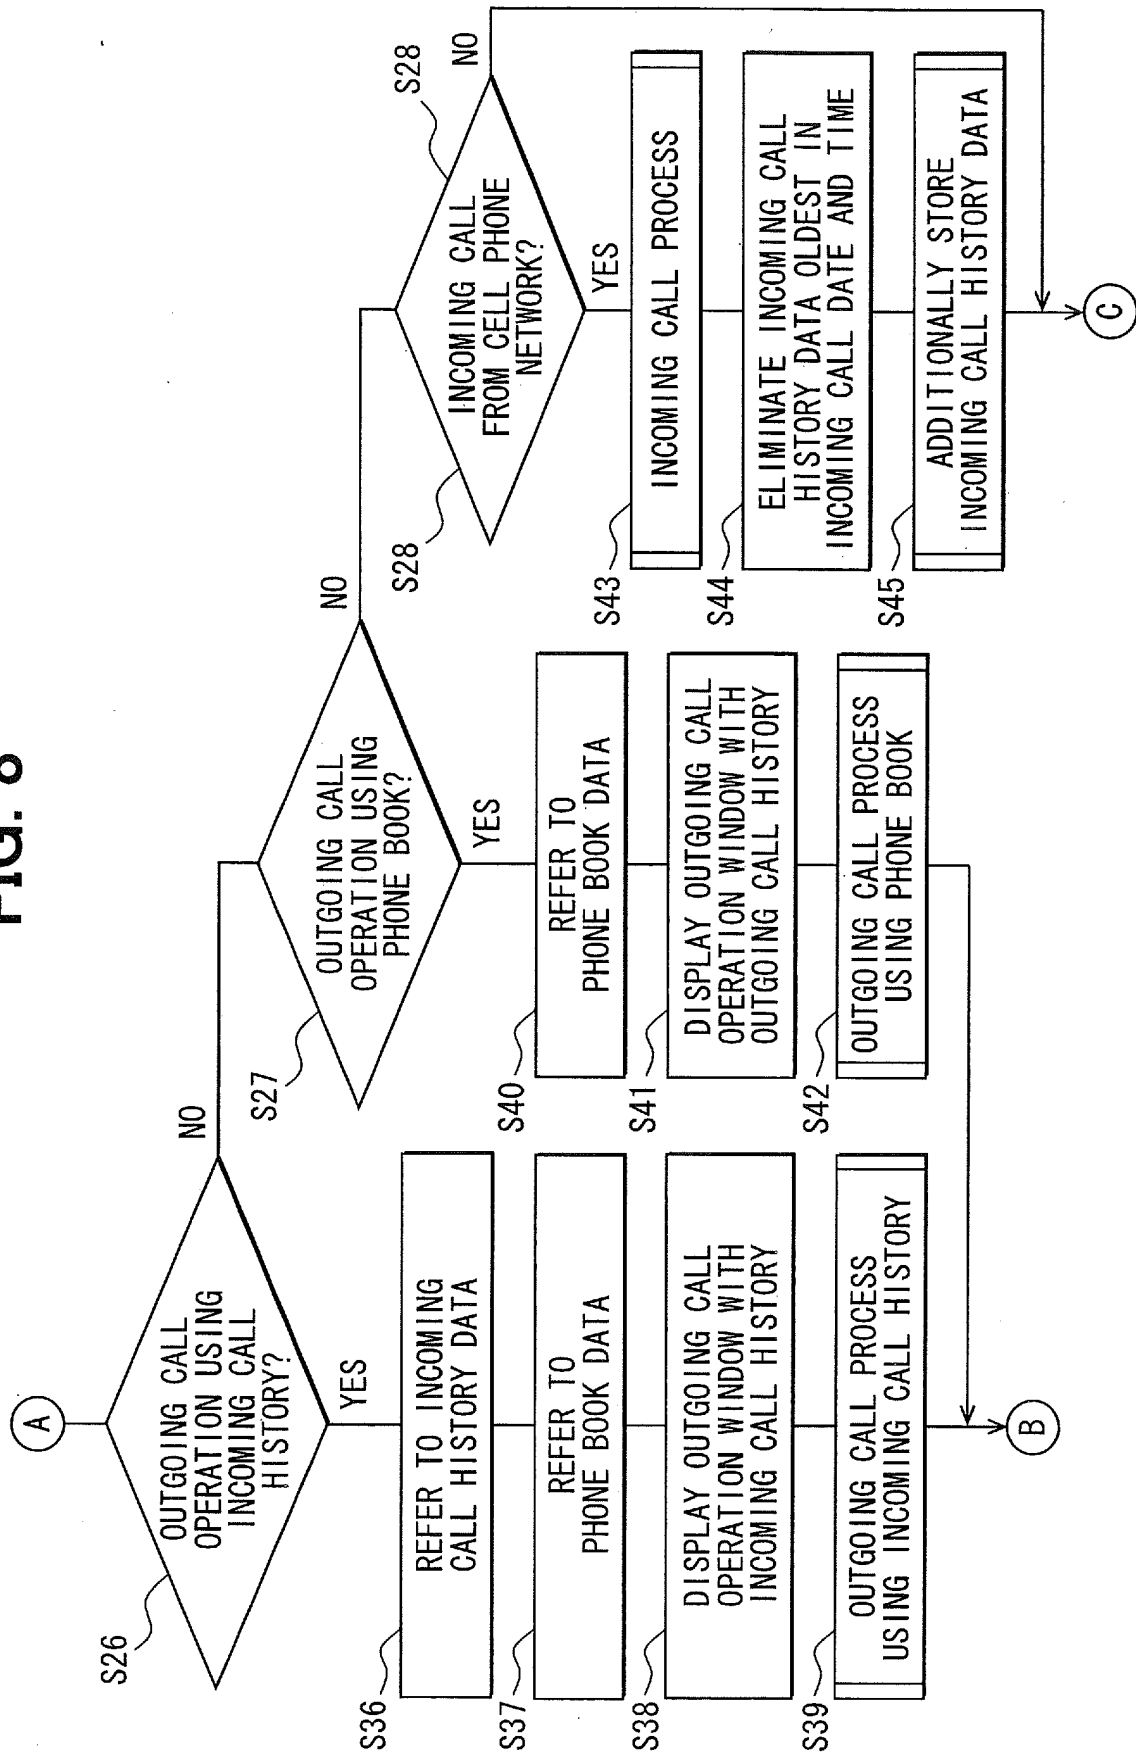 FIG. 8
A
S26
OUTGOING CALL
OPERATION USING
INCOMING CALL
HISTORY?
NO
YES
S36
REFER TO INCOMING
CALL HISTORY DATA
S37
REFER TO
PHONE BOOK DATA
S38
DISPLAY OUTGOING CALL
OPERATION WINDOW WITH
INCOMING CALL HISTORY
S39
OUTGOING CALL PROCESS
USING INCOMING CALL HISTORY
B
S27
OUTGOING CALL
OPERATION USING
PHONE BOOK?
NO
YES
S40
REFER TO
PHONE BOOK DATA
S41
DISPLAY OUTGOING CALL
OPERATION WINDOW WITH
OUTGOING CALL HISTORY
S42
OUTGOING CALL PROCESS
USING PHONE BOOK
S28
S28
INCOMING CALL
FROM CELL PHONE
NETWORK?
NO
YES
S43
INCOMING CALL PROCESS
S44
ELIMINATE INCOMING CALL
HISTORY DATA OLDEST IN
INCOMING CALL DATE AND TIME
S45
ADDITIONALLY STORE
INCOMING CALL HISTORY DATA
C